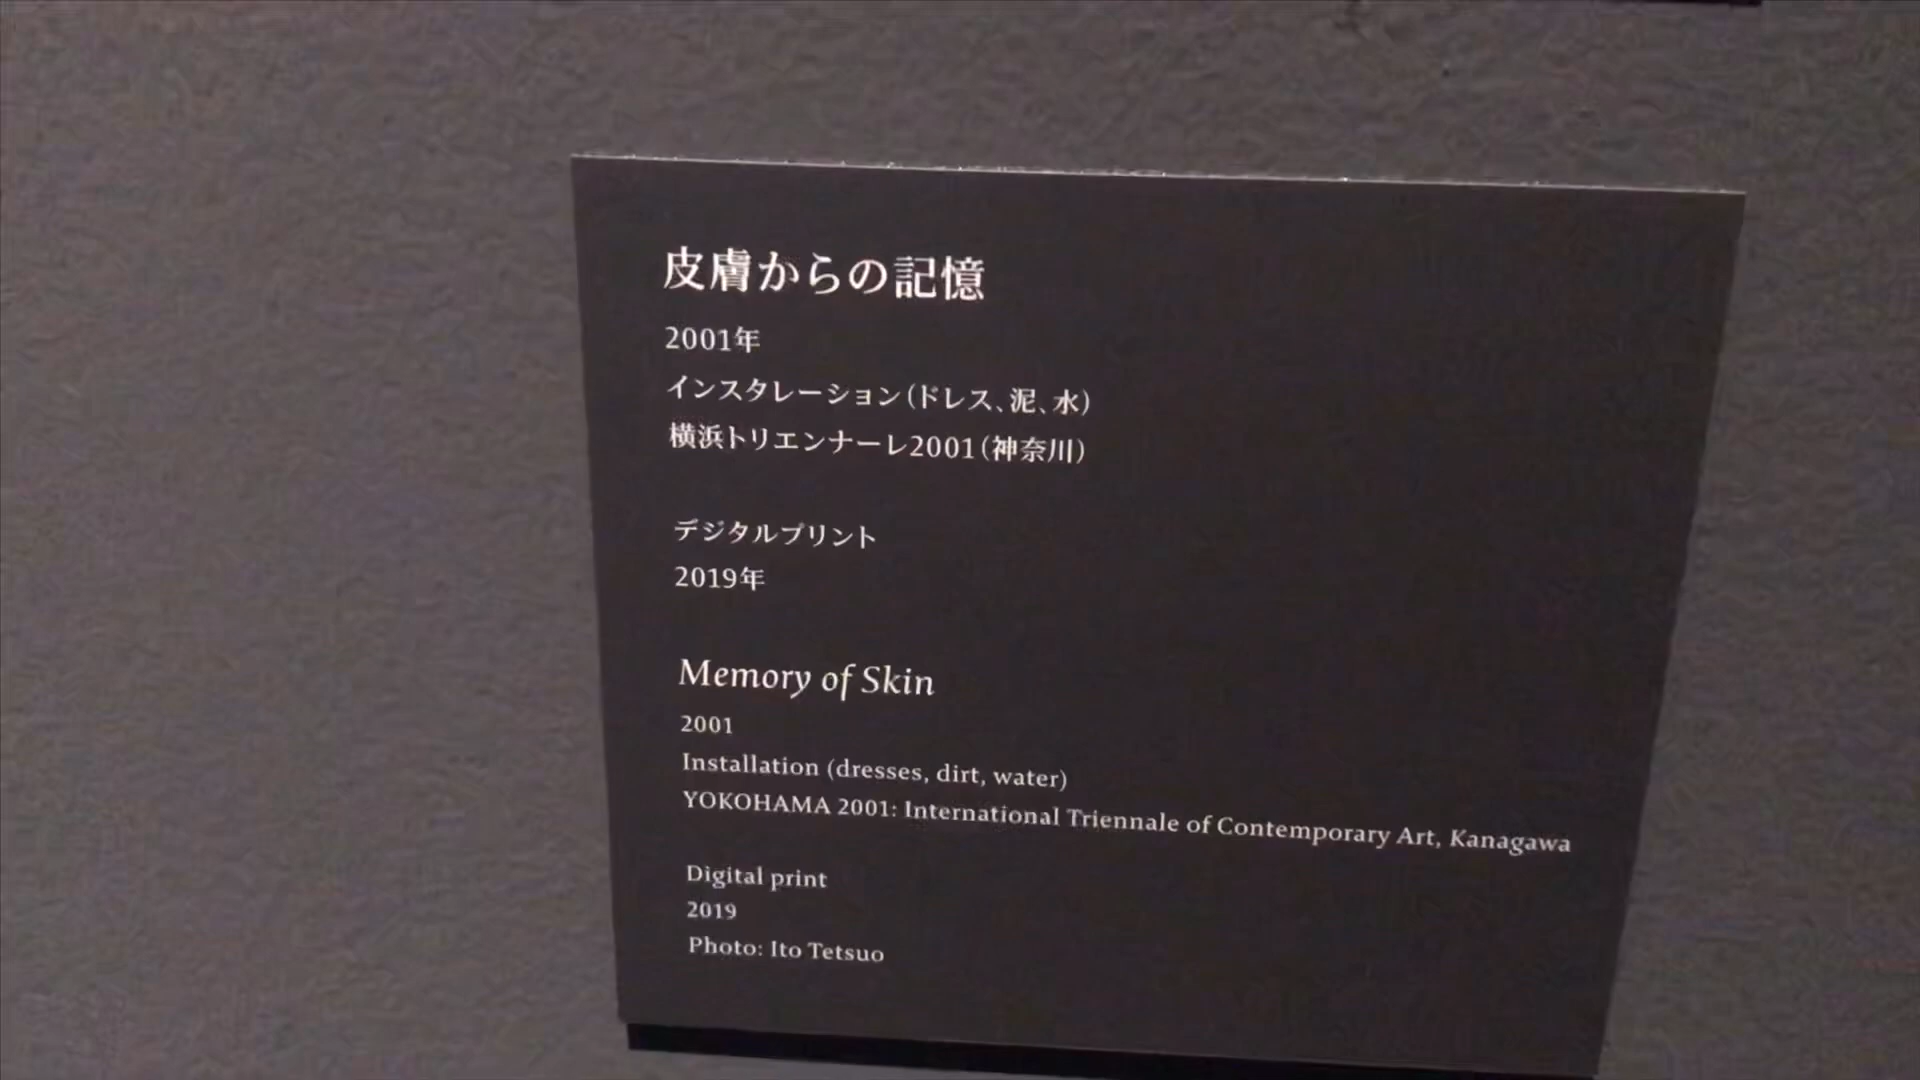 皮膚からの記憶
2001年
インスタレーション(ドレス、泥、水)
横浜トリエンナーレ2001(神奈川)
デジタルプリント
2019年
Memory of Skin
2001
Installation (dresses, dirt, water)
YOKOHAMA 2001: International Triennale of Contemporary Art, Kanagawa
Digital print
2019
Photo: Ito Tetsuo